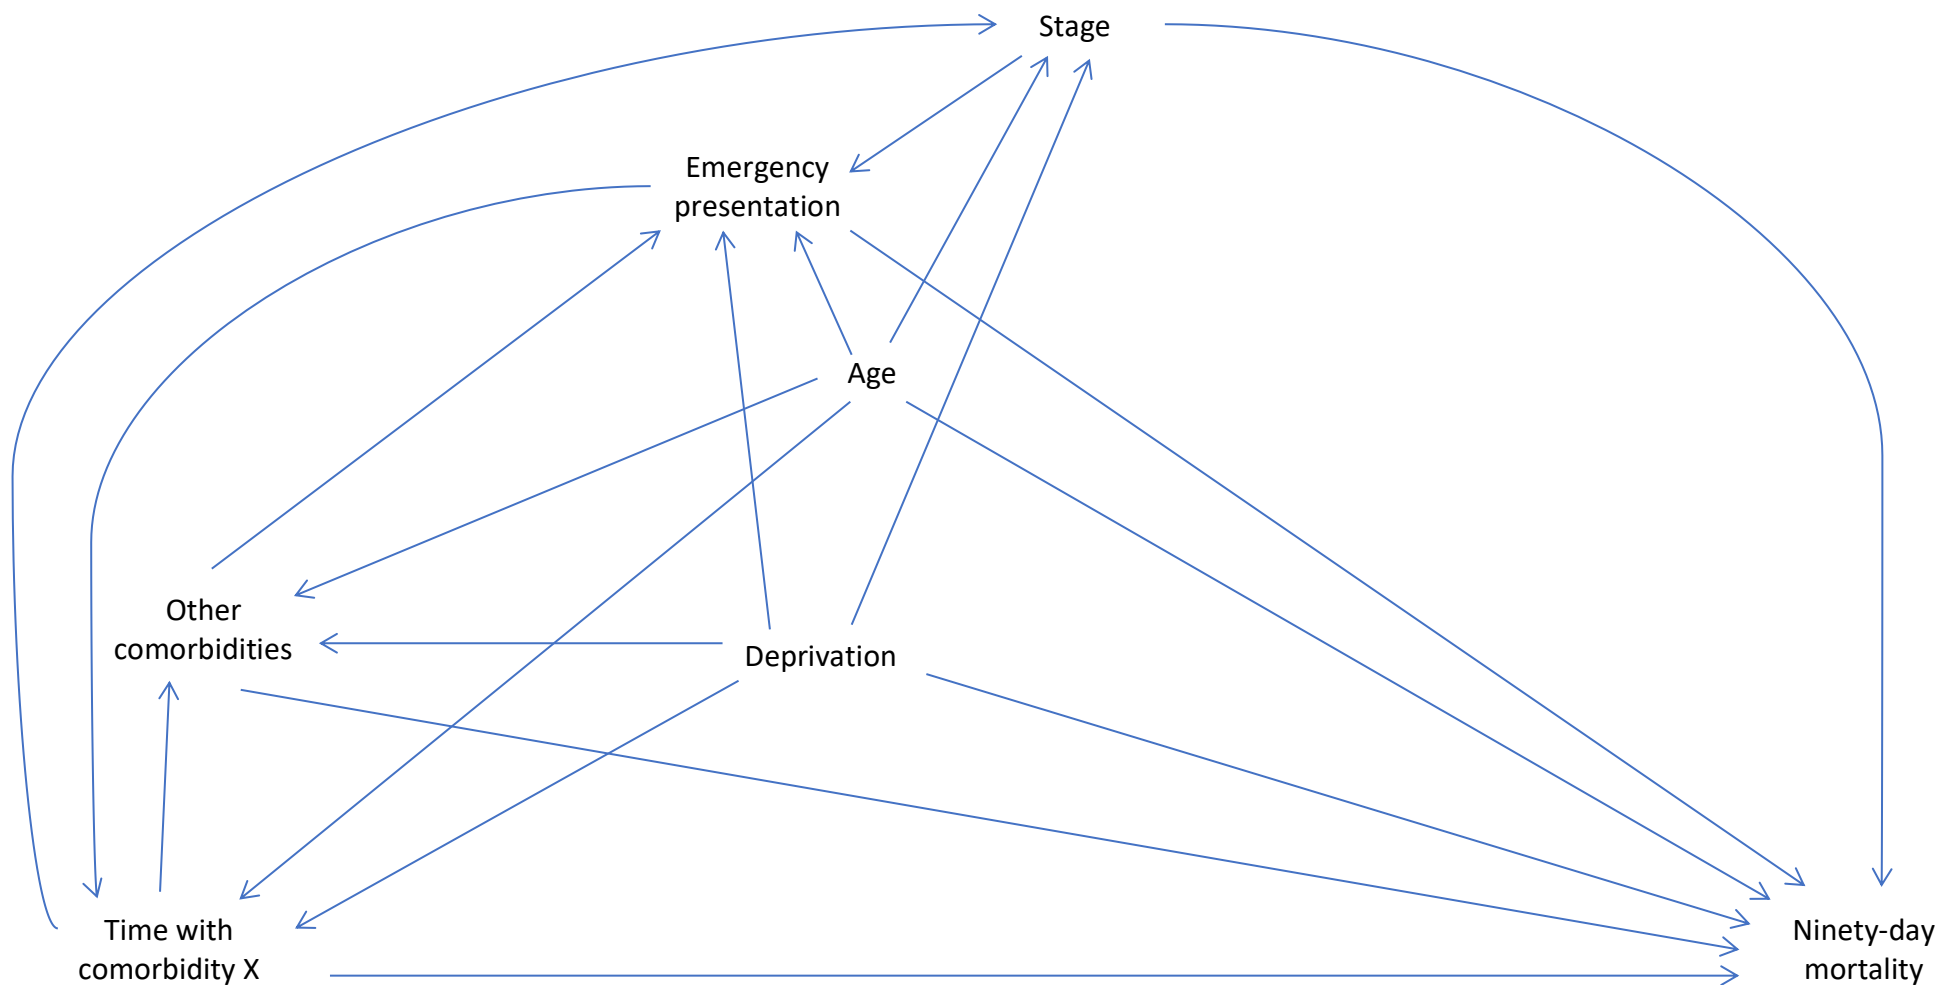 Stage
Emergency
presentation
Age
Other
comorbidities
Deprivation
Time with
comorbidity X
Ninety-day
mortality